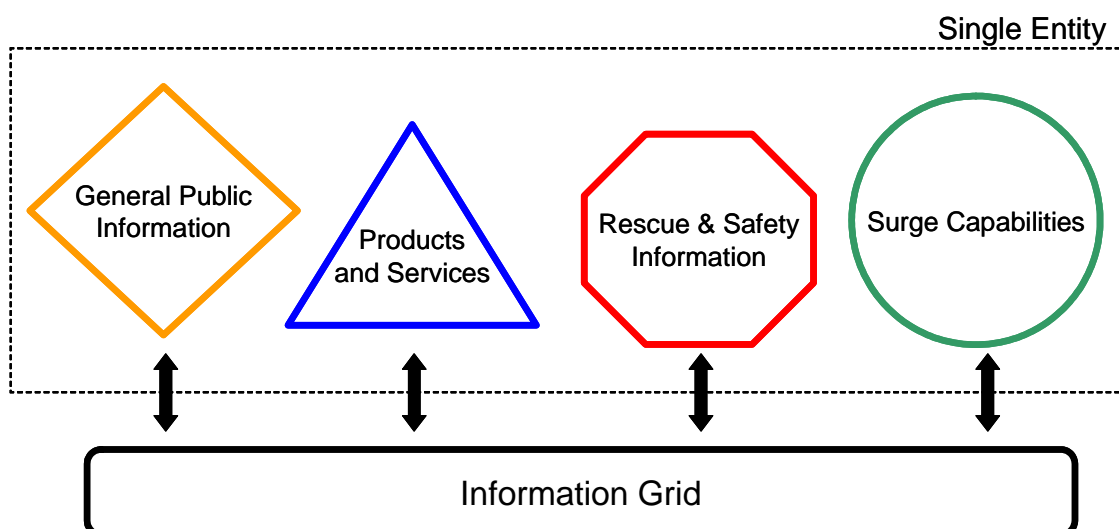 Single Entity
General Public
Information
Products
and Services
Rescue & Safety
Information
Surge Capabilities
Information Grid